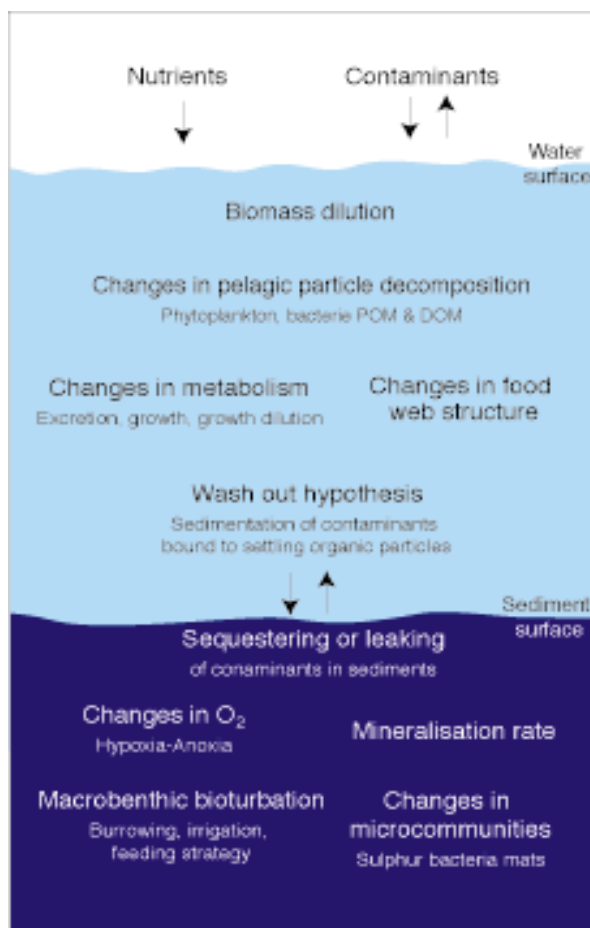 Nutrients
Contaminants
Water
surface
Biomass dilution
Changes in pelagic particle decomposition
Phytoplankton, bacterie POM & DOM
Changes in metabolism
Excretion, growth, growth dilution
Changes in food
web structure
Wash out hypothesis
Sedimentation of contaminants
bound to settling organic particles
Sediment
surface
Sequestering or leaking
of conaminants in sediments
Changes in O₂
Hypoxia-Anoxia
Mineralisation rate
Macrobenthic bioturbation
Burrowing, irrigation,
feeding strategy
Changes in
microcommunities
Sulphur bacteria mats